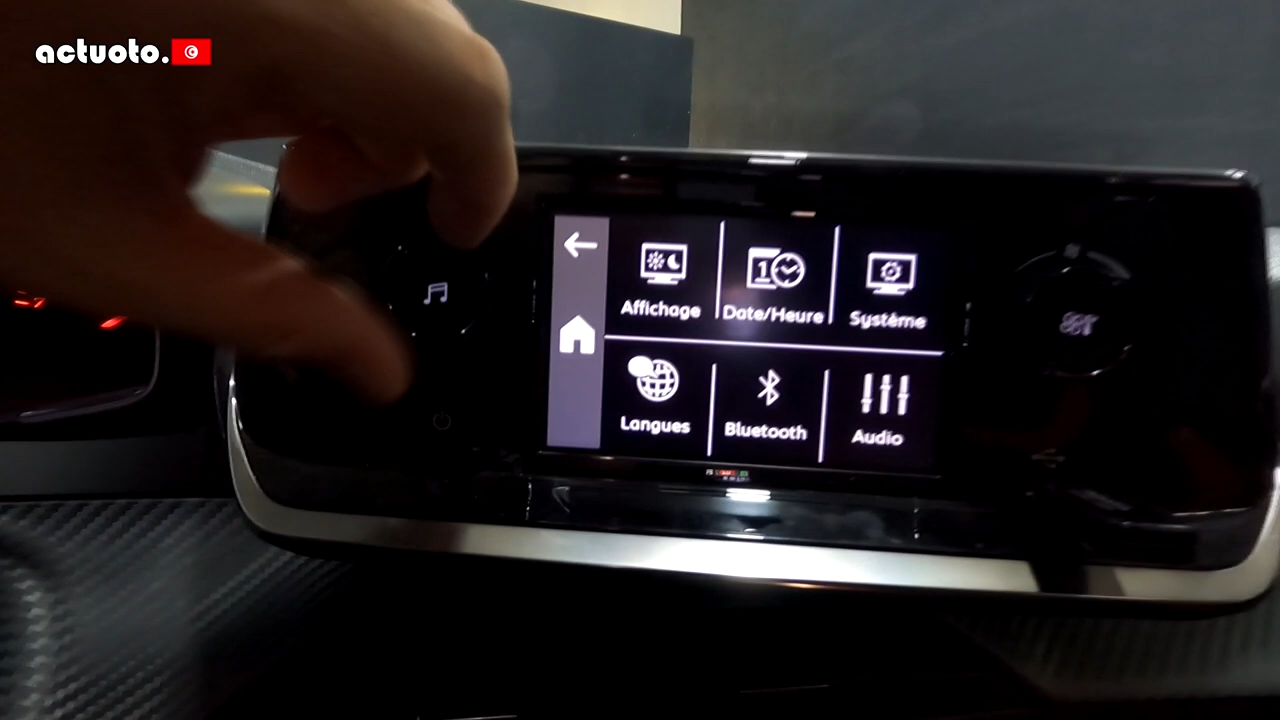 actuoto.
Affichage
Date/Heure
Système
Langues
Bluetooth
Audio